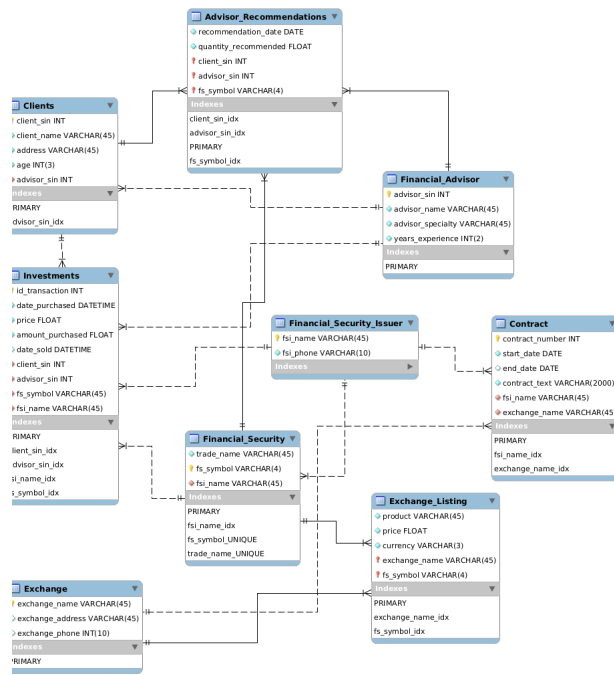 Advisor_Recommendations
recommendation_date DATE
quantity_recommended FLOAT
client_sin INT
advisor_sin INT
fs_symbol VARCHAR(4)
Indexes
client_sin_idx
advisor_sin_idx
PRIMARY
fs_symbol_idx
Clients
client_sin INT
client_name VARCHAR(45)
address VARCHAR(45)
age INT(3)
advisor_sin INT
ndexes
PRIMARY
advisor_sin_idx
Financial_Advisor
advisor_sin INT
advisor_name VARCHAR(45)
advisor_specialty VARCHAR(45)
years_experience INT(2)
Indexes
PRIMARY
Investments
id_transaction INT
date_purchased DATETIME
price FLOAT
amount_purchased FLOAT
date_sold DATETIME
client_sin INT
advisor_sin INT
fs_symbol VARCHAR(45)
fsi_name VARCHAR(45)
ndexes
PRIMARY
client_sin_idx
advisor_sin_idx
fsi_name_idx
fs_symbol_idx
Financial_Security_Issuer
fsi_name VARCHAR(45)
fsi_phone VARCHAR(10)
Indexes
Contract
contract_number INT
start_date DATE
end_date DATE
contract_text VARCHAR(2000)
fsi_name VARCHAR(45)
exchange_name VARCHAR(45
Indexes
PRIMARY
fsi_name_idx
exchange_name_idx
Financial_Security
trade_name VARCHAR(45)
fs_symbol VARCHAR(4)
fsi_name VARCHAR(45)
Indexes
PRIMARY
fsi_name_idx
fs_symbol_UNIQUE
trade_name_UNIQUE
Exchange_Listing
product VARCHAR(45)
price FLOAT
currency VARCHAR(3)
exchange_name VARCHAR(45)
fs_symbol VARCHAR(4)
Indexes
PRIMARY
exchange_name_idx
fs_symbol_idx
Exchange
exchange_name VARCHAR(45)
exchange_address VARCHAR(45)
exchange_phone INT(10)
ndexes
PRIMARY